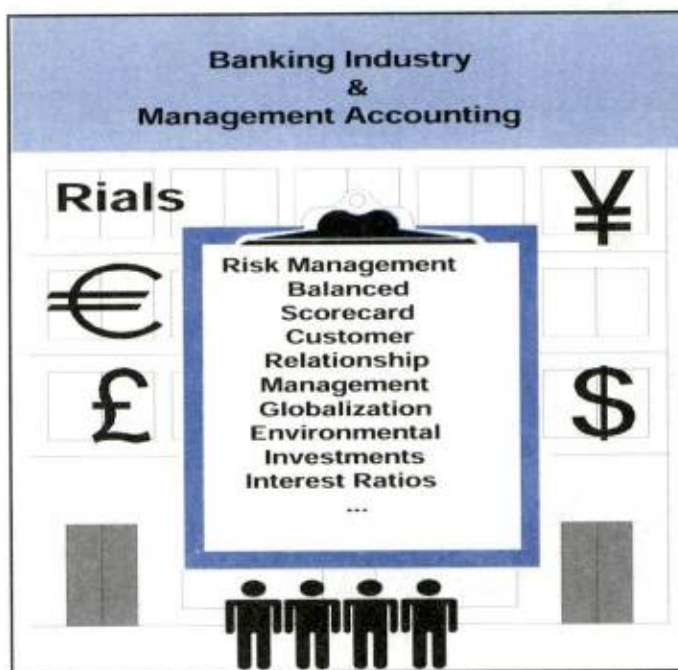 Banking Industry
&
Management Accounting
Rials
¥
€
£
$
Risk Management
Balanced
Scorecard
Customer
Relationship
Management
Globalization
Environmental
Investments
Interest Ratios
...